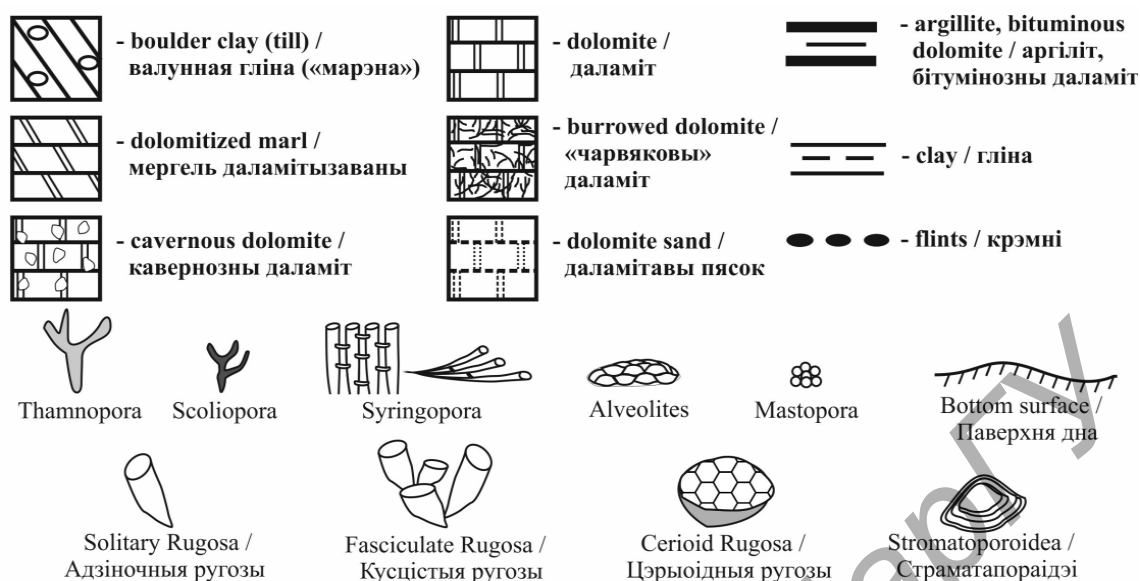 - boulder clay (till) /
валунная гліна («марэна»)
- dolomite /
даламіт
- argillite, bituminous
dolomite / аргіліт,
бітумінозны даламіт
- dolomitized marl /
мергель даламітызаваны
- burrowed dolomite /
«чарвяковы»
даламіт
- clay / гліна
- cavernous dolomite /
кавернозны даламіт
- dolomite sand /
даламітавы пясок
- flints / крэмні
Thamnopora
Scoliopora
Syringopora
Alveolites
Mastopora
Bottom surface /
Паверхня дна
Solitary Rugosa /
Адзіночныя ругозы
Fasciculate Rugosa /
Кусцістыя ругозы
Cerioid Rugosa /
Цэрыоідныя ругозы
Stromatoporoidea /
Страматапараідэі